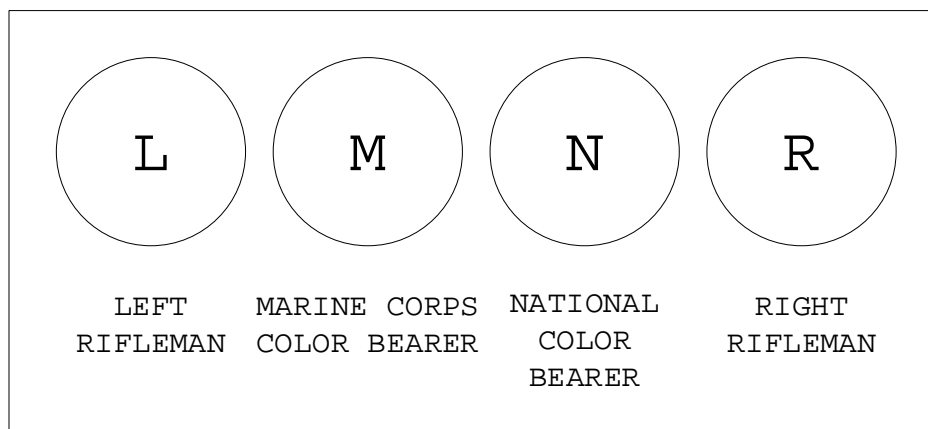 L M N R
LEFT RIFLEMAN
MARINE CORPS COLOR BEARER
NATIONAL COLOR BEARER
RIGHT RIFLEMAN